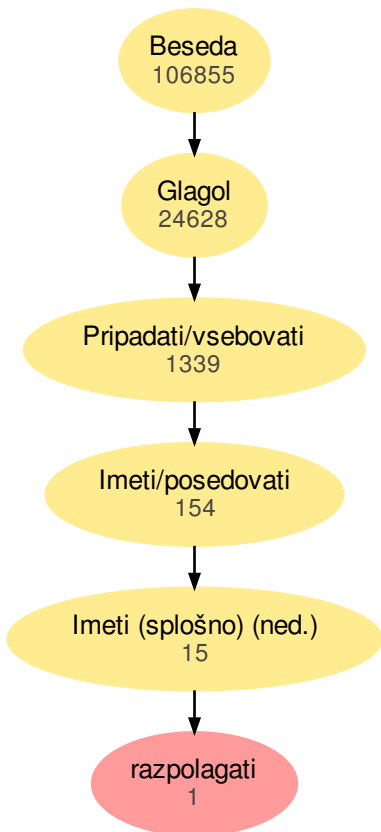 Beseda
106855
Glagol
24628
Pripadati/vsebovati
1339
Imeti/posedovati
154
Imeti (splošno) (ned.)
15
razpolagati
1